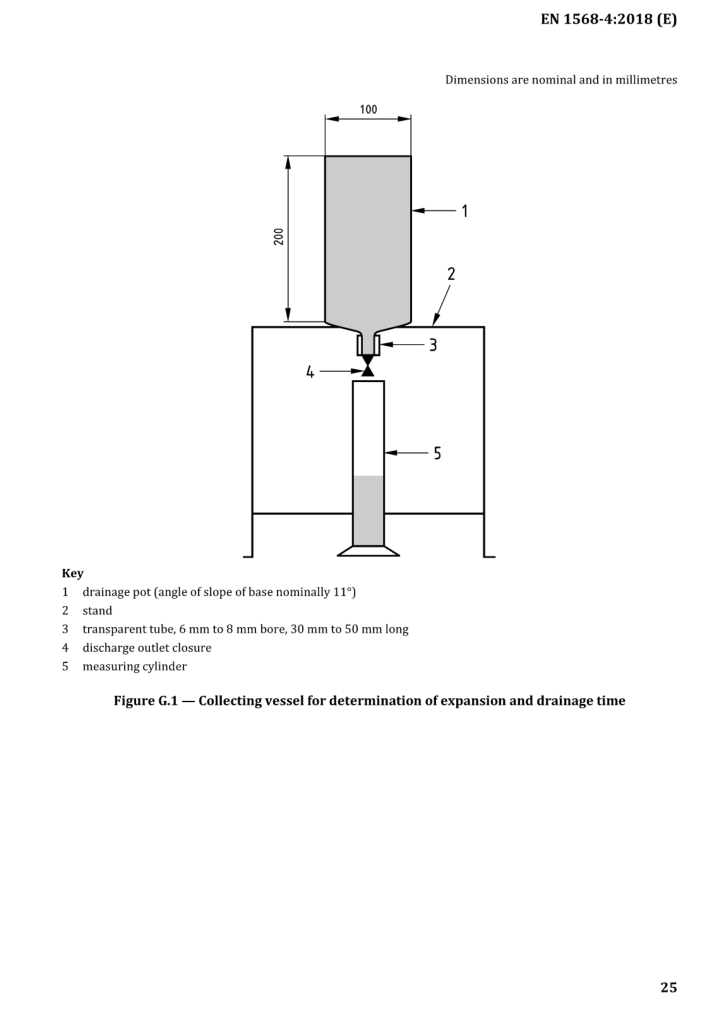 EN 1568-4:2018 (E)
Dimensions are nominal and in millimetres
100
200
1
2
3
4
5
Key
1 drainage pot (angle of slope of base nominally 11°)
2 stand
3 transparent tube, 6 mm to 8 mm bore, 30 mm to 50 mm long
4 discharge outlet closure
5 measuring cylinder
Figure G.1 — Collecting vessel for determination of expansion and drainage time
25